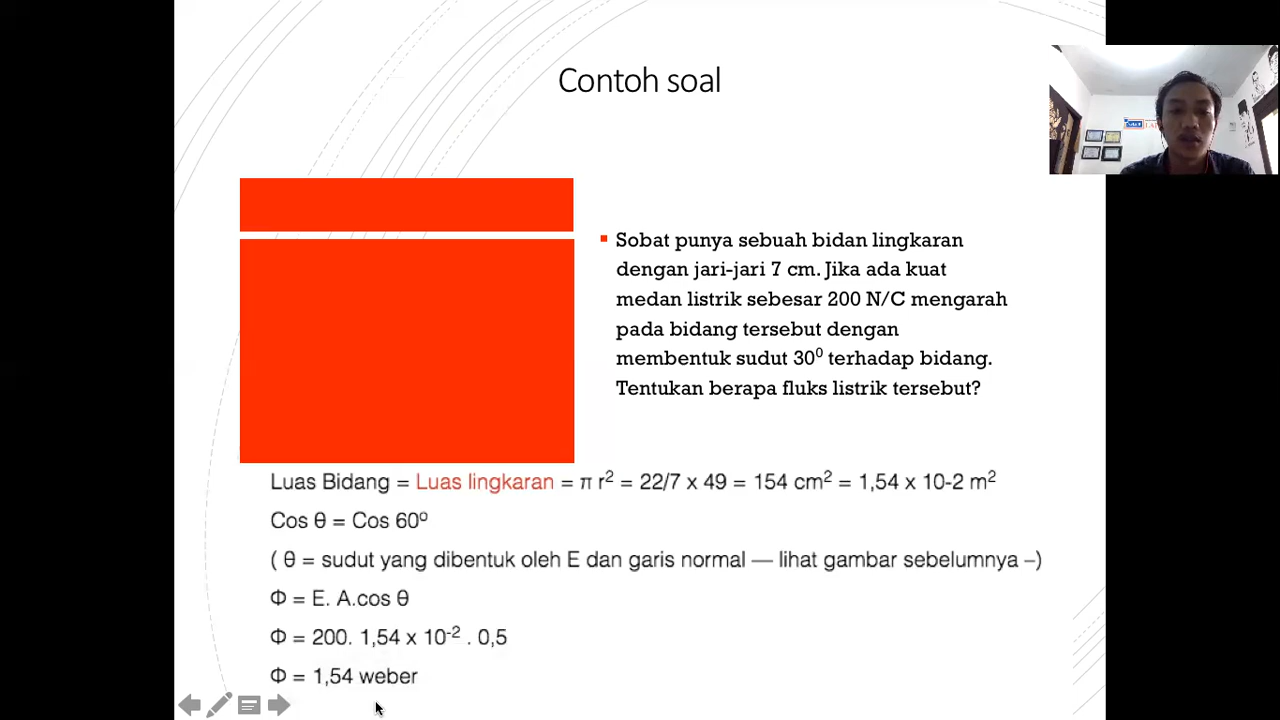 Contoh soal
Sobat punya sebuah bidan lingkaran
dengan jari-jari 7 cm. Jika ada kuat
medan listrik sebesar 200 N/C mengarah
pada bidang tersebut dengan
membentuk sudut 30⁰ terhadap bidang.
Tentukan berapa fluks listrik tersebut?
Luas Bidang = Luas lingkaran = π r² = 22/7 x 49 = 154 cm² = 1,54 x 10-2 m²
Cos θ = Cos 60º
( θ = sudut yang dibentuk oleh E dan garis normal — lihat gambar sebelumnya –)
Φ = E. A.cos θ
Φ = 200. 1,54 x 10⁻² . 0,5
Φ = 1,54 weber